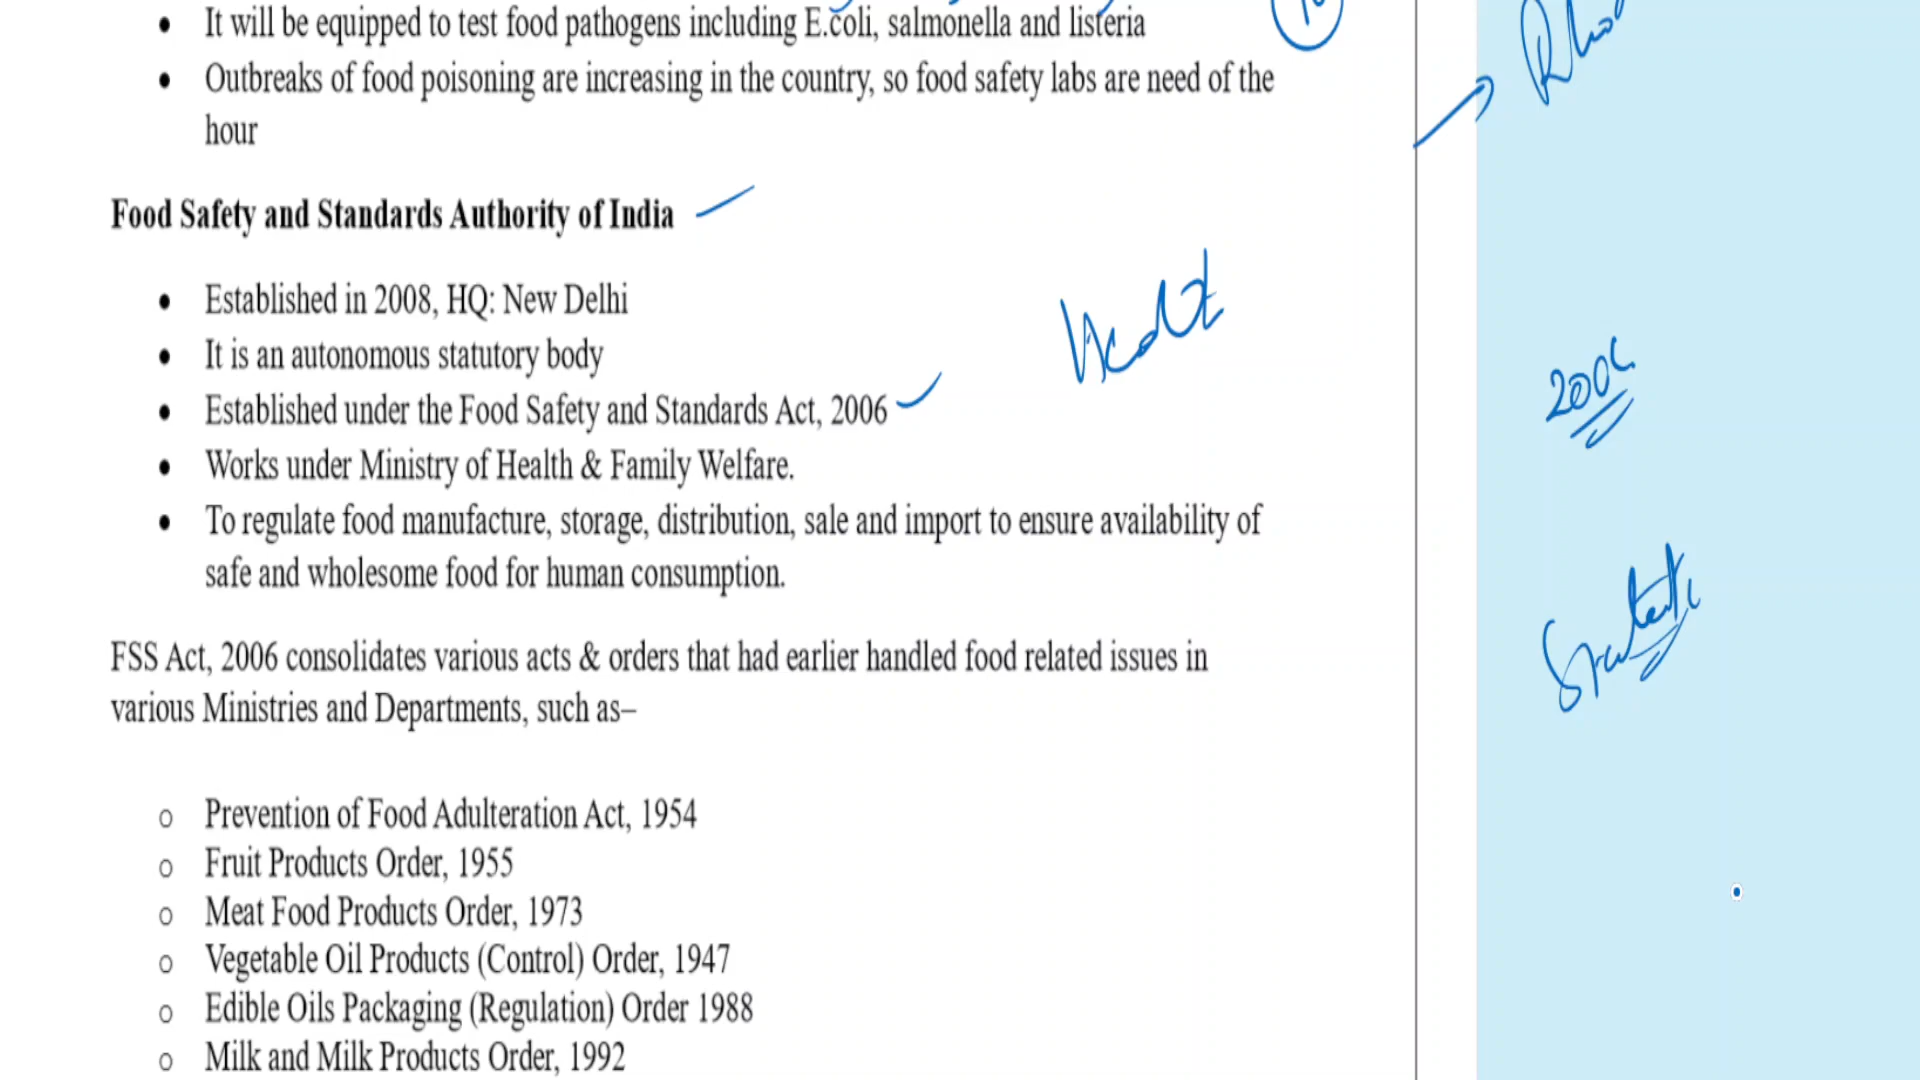 • It will be equipped to test food pathogens including E.coli, salmonella and listeria
• Outbreaks of food poisoning are increasing in the country, so food safety labs are need of the
hour
Food Safety and Standards Authority of India
• Established in 2008, HQ: New Delhi
• It is an autonomous statutory body
• Established under the Food Safety and Standards Act, 2006
• Works under Ministry of Health & Family Welfare.
• To regulate food manufacture, storage, distribution, sale and import to ensure availability of
safe and wholesome food for human consumption.
FSS Act, 2006 consolidates various acts & orders that had earlier handled food related issues in
various Ministries and Departments, such as–
o Prevention of Food Adulteration Act, 1954
o Fruit Products Order, 1955
o Meat Food Products Order, 1973
o Vegetable Oil Products (Control) Order, 1947
o Edible Oils Packaging (Regulation) Order 1988
o Milk and Milk Products Order, 1992
2006